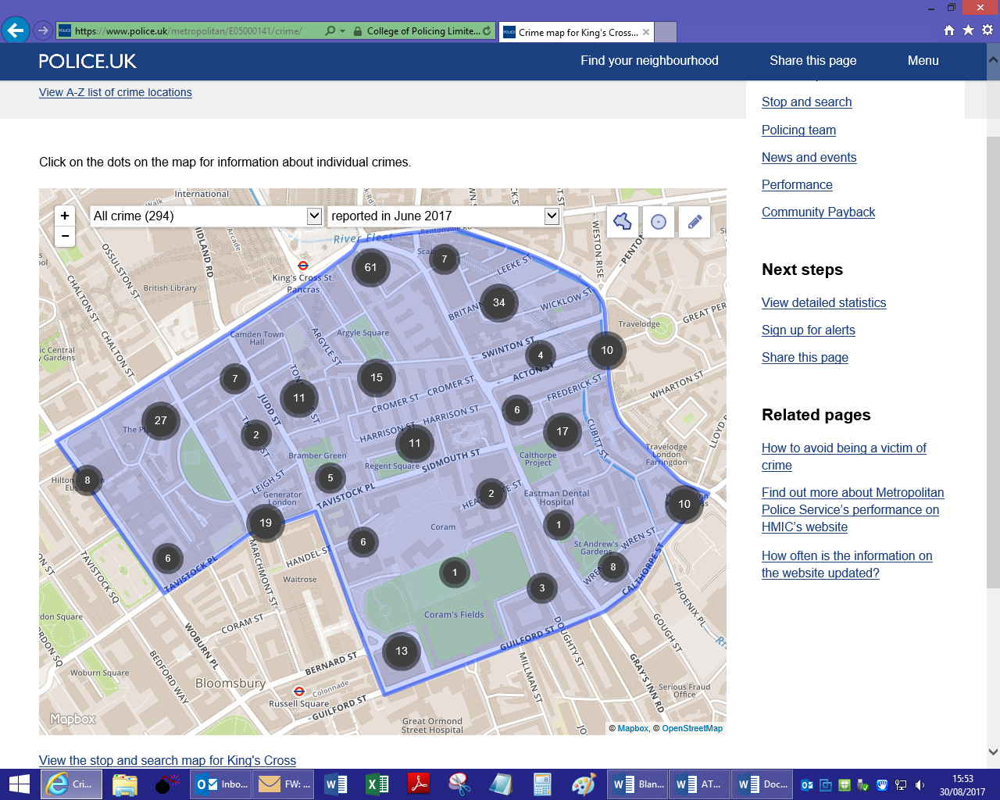 https://www.police.uk/metropolitan/E05000141/crime/
College of Policing Limite...
Crime map for King's Cross...
POLICE.UK
Find your neighbourhood
Share this page
Menu
View A-Z list of crime locations
Stop and search
Policing team
News and events
Performance
Community Payback
Next steps
View detailed statistics
Sign up for alerts
Share this page
Related pages
How to avoid being a victim of
crime
Find out more about Metropolitan
Police Service's performance on
HMIC's website
How often is the information on
the website updated?
Click on the dots on the map for information about individual crimes.
International
+
−
All crime (294)
reported in June 2017
River Fleet
Pentonville
MIDLAND RD
OSSULSTON ST
CHALTON ST
CHALTON ST
WESTON RISE
61
7
LEEKE ST
King's Cross St.
Pancras
British Library
34
WICKLOW ST
GREAT PER
Travelodge
Camden Town
Hall
ARGYLE ST
Argyle Square
SWINTON ST
4
10
ACTON ST
FREDERICK ST
WHARTON ST
7
11
15
CROMER ST
CROMER ST
JUDD ST
HARRISON ST
HARRISON ST
6
17
CUBITT ST
LLOYD
27
2
11
Bramber Green
Regent Square
SIDMOUTH ST
Calthorpe
Project
Travelodge
London
Farringdon
8
LEIGH ST
5
TAVISTOCK PL
Generator
London
2
Eastman Dental
Hospital
10
19
Coram
1
6
St Andrew's
Gardens
WREN ST
6
TAVISTOCK PL
TAVISTOCK SQ
MARCHMONT ST
HANDEL ST
Waitrose
1
3
8
CALTHORPE ST
PHOENIX PL
Coram's Fields
CORAM ST
WOBURN PL
BEDFORD WAY
13
GUILFORD ST
DOUGHTY ST
GOUGH ST
BERNARD ST
Woburn Square
Bloomsbury
Colonnade
Russell Square
GUILFORD ST
MILLMAN ST
GRAY'S INN RD
Serious Fraud
Office
Great Ormond
Street Hospital
Mapbox
© Mapbox, © OpenStreetMap
View the stop and search map for King's Cross
Cri...
Inbo...
FW: ...
Blan...
AT...
Doc...
15:53
30/08/2017